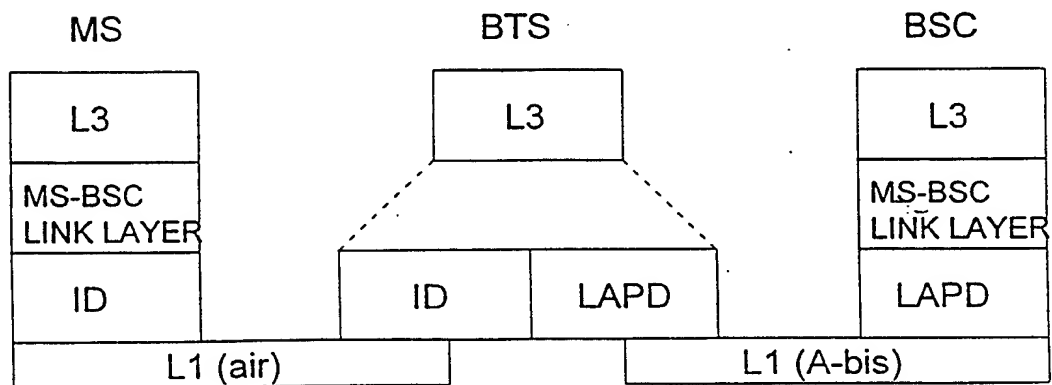 MS BTS BSC
L3 L3 L3
MS-BSC MS-BSC
LINK LAYER LINK LAYER
ID ID LAPD LAPD
L1 (air) L1 (A-bis)